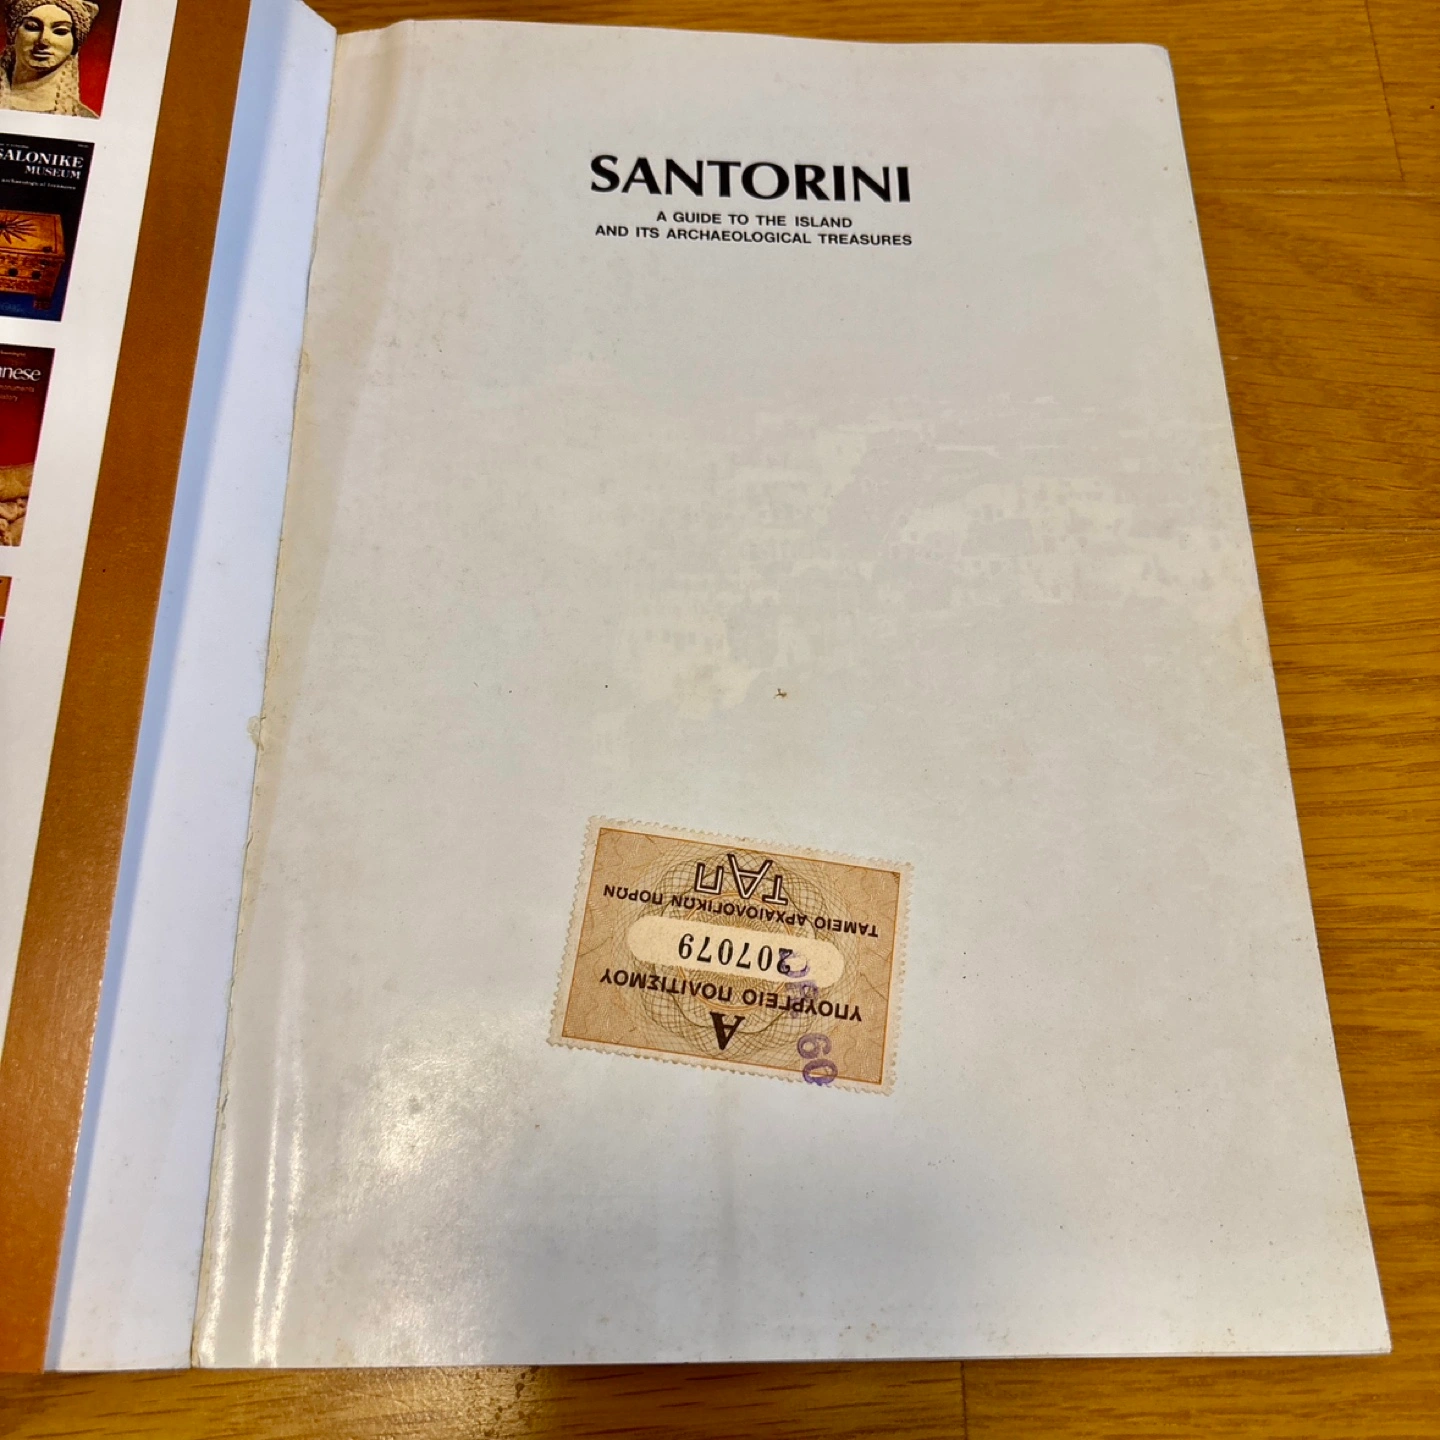 SALONIKE
MUSEUM
SANTORINI
A GUIDE TO THE ISLAND
AND ITS ARCHAEOLOGICAL TREASURES
Α
ΥΠΟΥΡΓΕΙΟ ΠΟΛΙΤΙΣΜΟΥ
207079
ΤΑΜΕΙΟ ΑΡΧΑΙΟΛΟΓΙΚΩΝ ΠΟΡΩΝ
ΤΑΠ